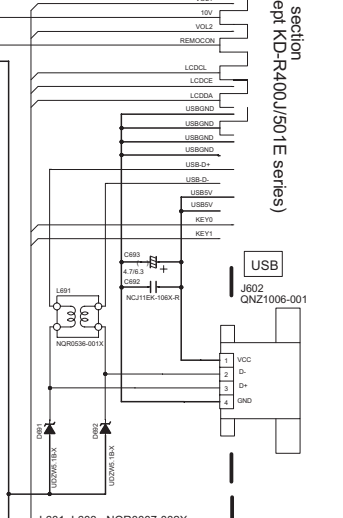 section
ept KD-R400J/501E series)
10V
VOL2
REMOCON
LCDCL
LCDCE
LCDDA
USBGND
USBGND
USBGND
USBGND
USB-D+
USB-D-
USB5V
USB5V
KEY0
KEY1
C693
4.7/6.3
+
C692
NCJ11EK-106X-R
USB
J602
QNZ1006-001
L691
NQR0536-001X
1 VCC
2 D-
3 D+
4 GND
D691
UDZW5.1B-X
D692
UDZW5.1B-X